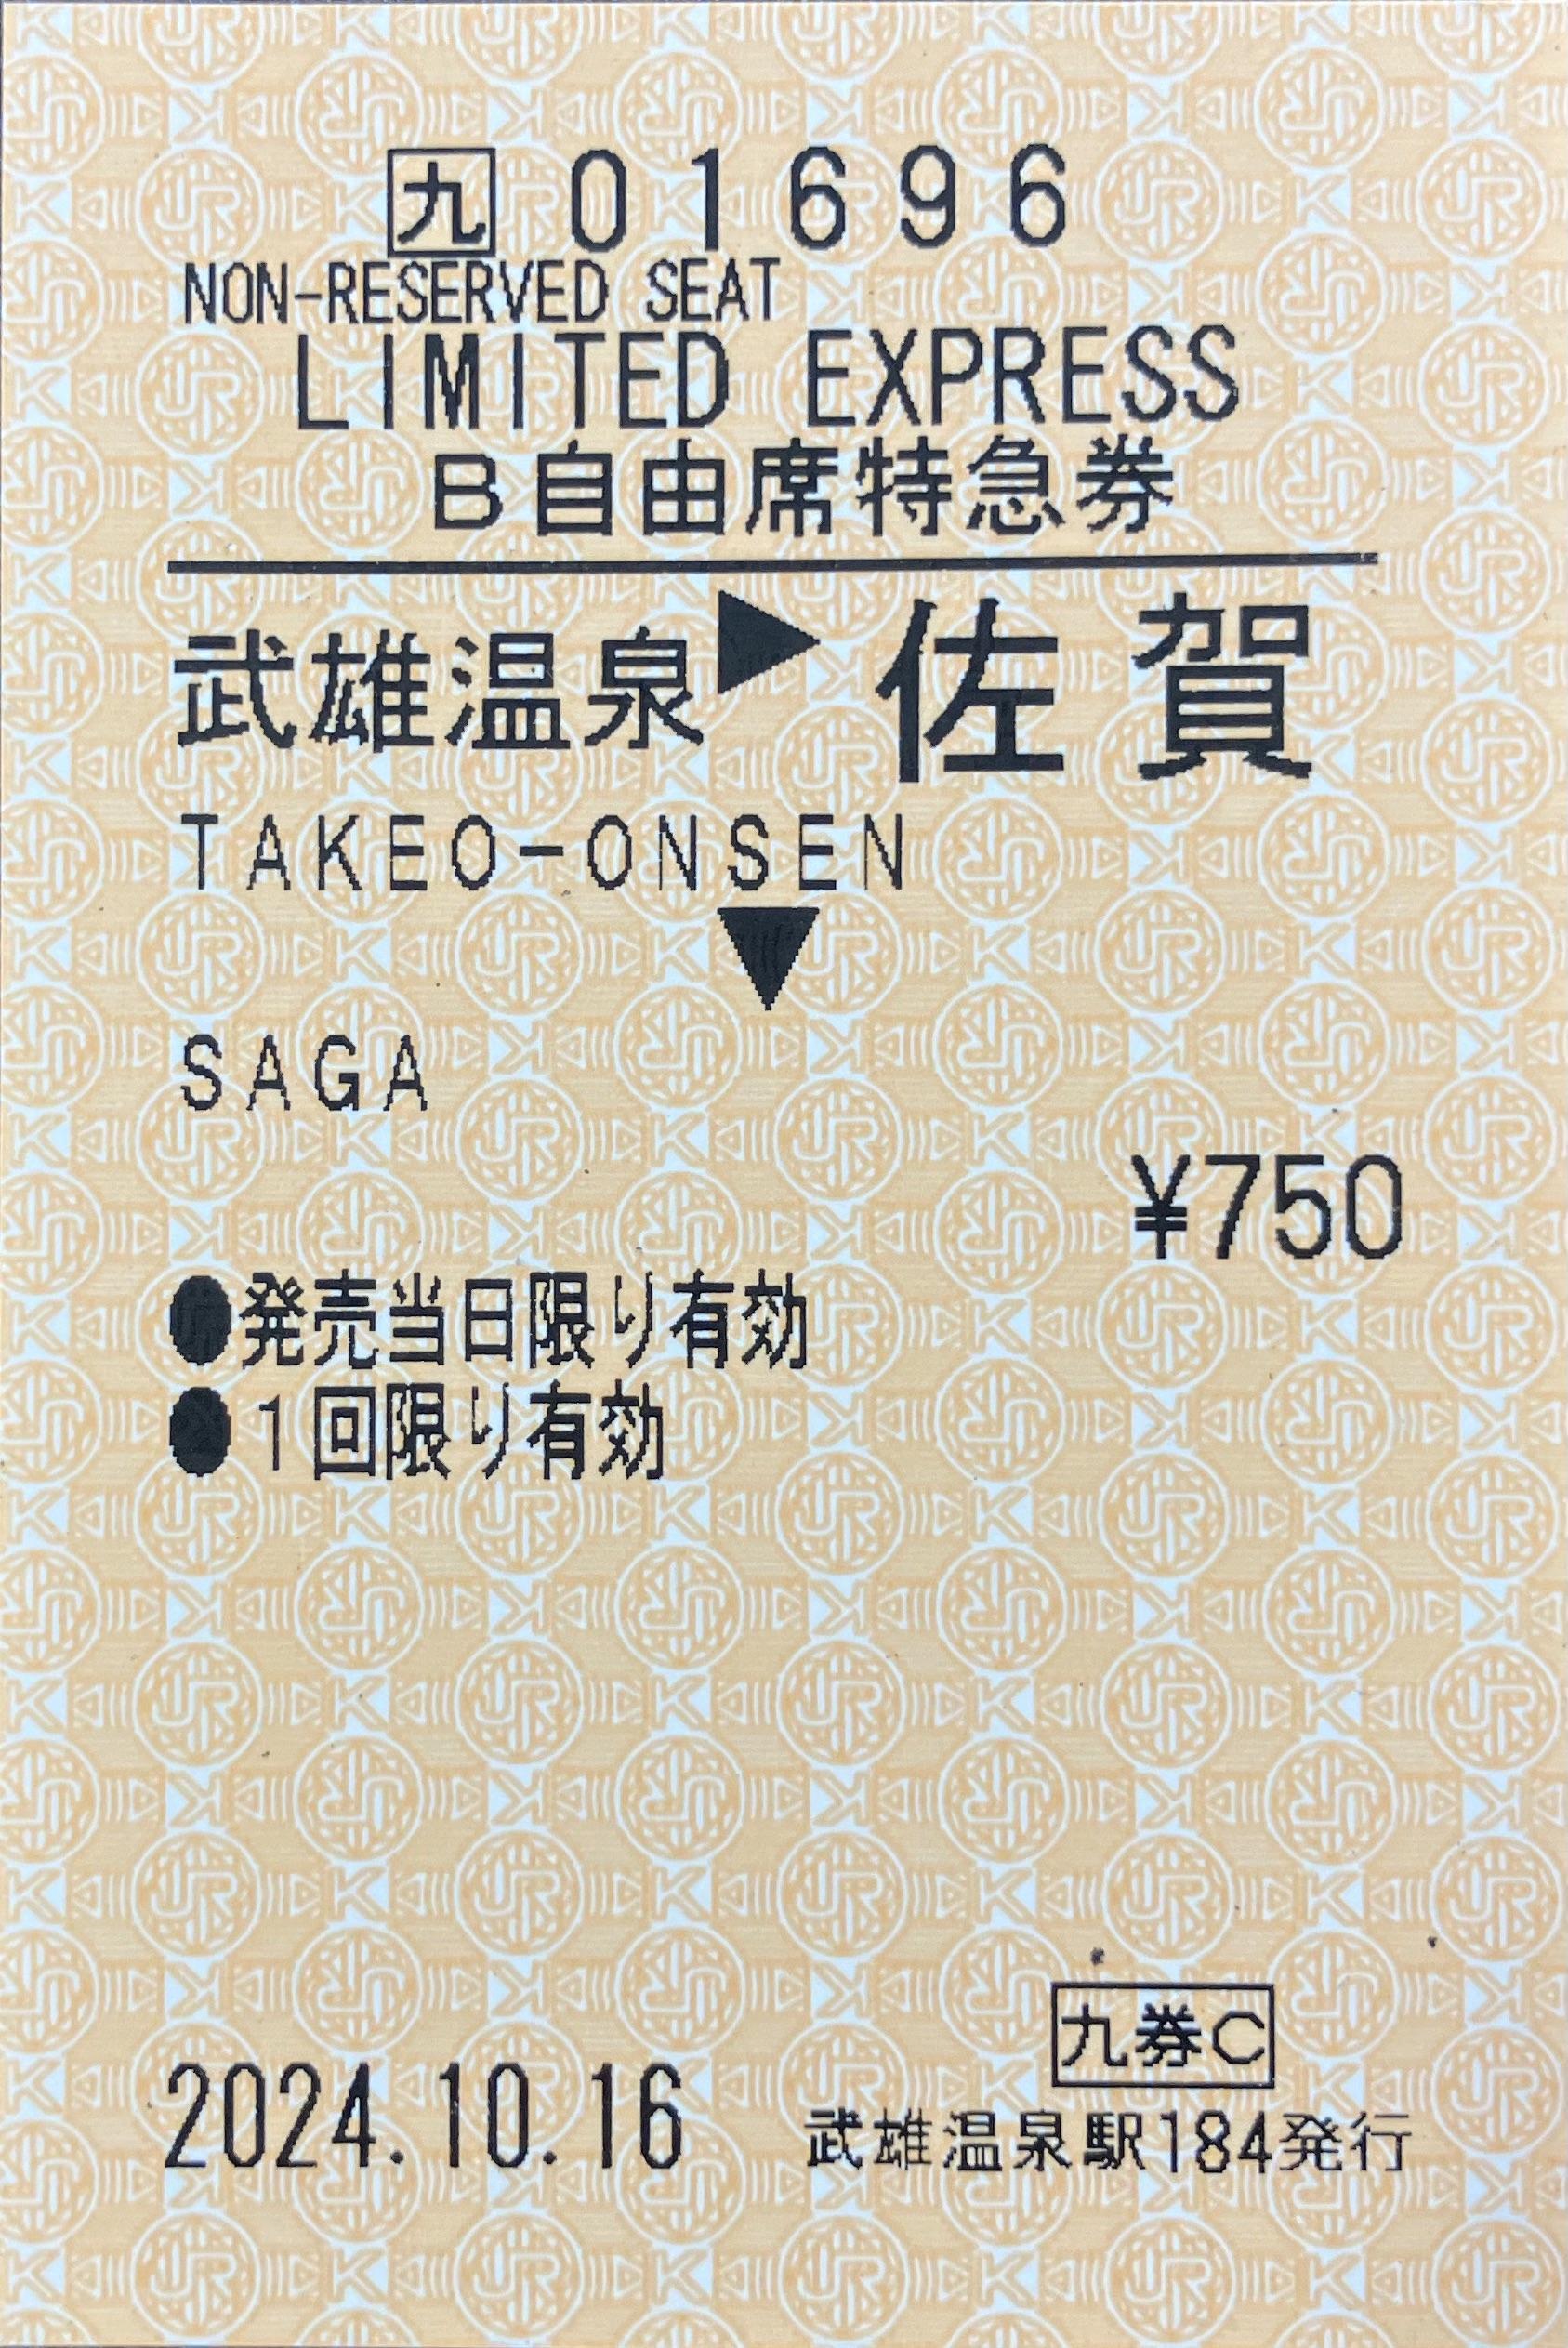 九 01696
NON-RESERVED SEAT
LIMITED EXPRESS
B自由席特急券
武雄温泉▶佐賀
TAKEO-ONSEN
▼
SAGA
¥750
●発売当日限り有効
●1回限り有効
九券C
2024.10.16 武雄温泉駅184発行